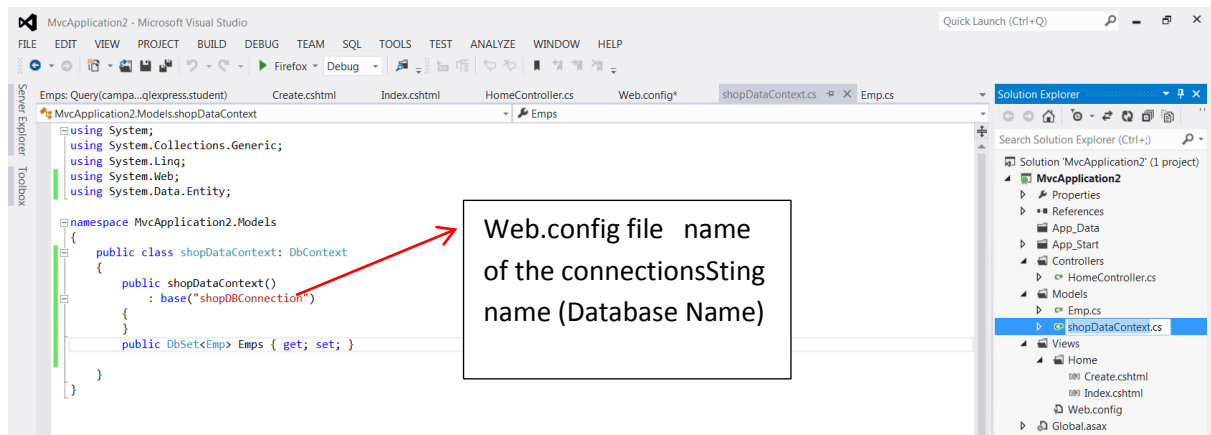 MvcApplication2 - Microsoft Visual Studio
Quick Launch (Ctrl+Q)
FILE EDIT VIEW PROJECT BUILD DEBUG TEAM SQL TOOLS TEST ANALYZE WINDOW HELP
Firefox Debug
Server Explorer
Toolbox
Emps: Query(campa...qlexpress.student) Create.cshtml Index.cshtml HomeController.cs Web.config* shopDataContext.cs Emp.cs
MvcApplication2.Models.shopDataContext Emps
using System;
using System.Collections.Generic;
using System.Linq;
using System.Web;
using System.Data.Entity;
namespace MvcApplication2.Models
{
public class shopDataContext: DbContext
{
public shopDataContext()
: base("shopDBConnection")
{
}
public DbSet<Emp> Emps { get; set; }
}
}
Web.config file name
of the connectionsSting
name (Database Name)
Solution Explorer
Search Solution Explorer (Ctrl+;)
Solution 'MvcApplication2' (1 project)
MvcApplication2
Properties
References
App_Data
App_Start
Controllers
HomeController.cs
Models
Emp.cs
shopDataContext.cs
Views
Home
Create.cshtml
Index.cshtml
Web.config
Global.asax